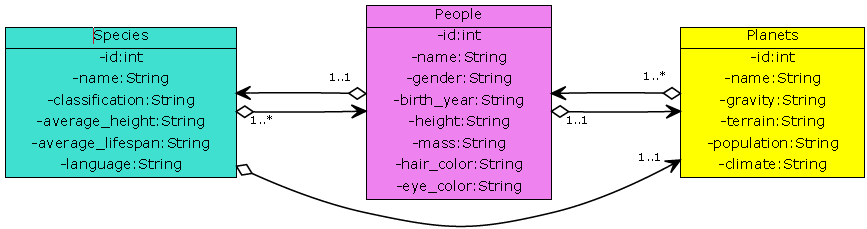 Species
-id:int
-name:String
-classification:String
-average_height:String
-average_lifespan:String
-language:String
1..1
1..*
People
-id:int
-name:String
-gender:String
-birth_year:String
-height:String
-mass:String
-hair_color:String
-eye_color:String
1..*
1..1
1..1
Planets
-id:int
-name:String
-gravity:String
-terrain:String
-population:String
-climate:String